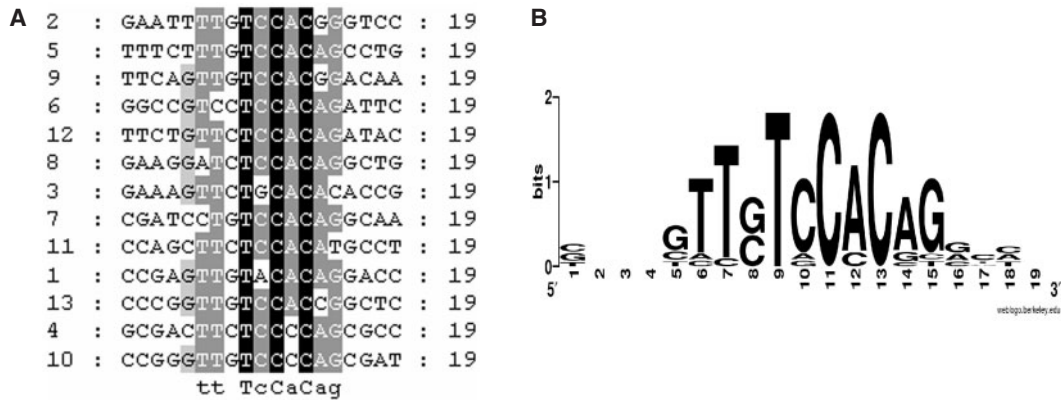 A
2 : GAATTTTGTCCACGGGTCC : 19
5 : TTTCTTTGTCCACAGCCTG : 19
9 : TTCAGTTGTCCACGGACAA : 19
6 : GGCCGTCCTCCACAGATTC : 19
12 : TTCTGTTCTCCACAGATAC : 19
8 : GAAGGATCTCCACAGGCTG : 19
3 : GAAAGTTCTGCACACACCG : 19
7 : CGATCCTGTCCACAGGCAA : 19
11 : CCAGCTTCTCCACATGCCT : 19
1 : CCGAGTTGTACACAGGACC : 19
13 : CCCGGTTGTCCACCGGCTC : 19
4 : GCGACTTCTCCCCAGCGCC : 19
10 : CCGGGTTGTCCCCAGCGAT : 19
tt TcCaCag
B
2
1
0
bits
GTTGTCCACAG
1 2 3 4 5 6 7 8 9 10 11 12 13 14 15 16 17 18 19
5′ 3′
weblogo.berkeley.edu